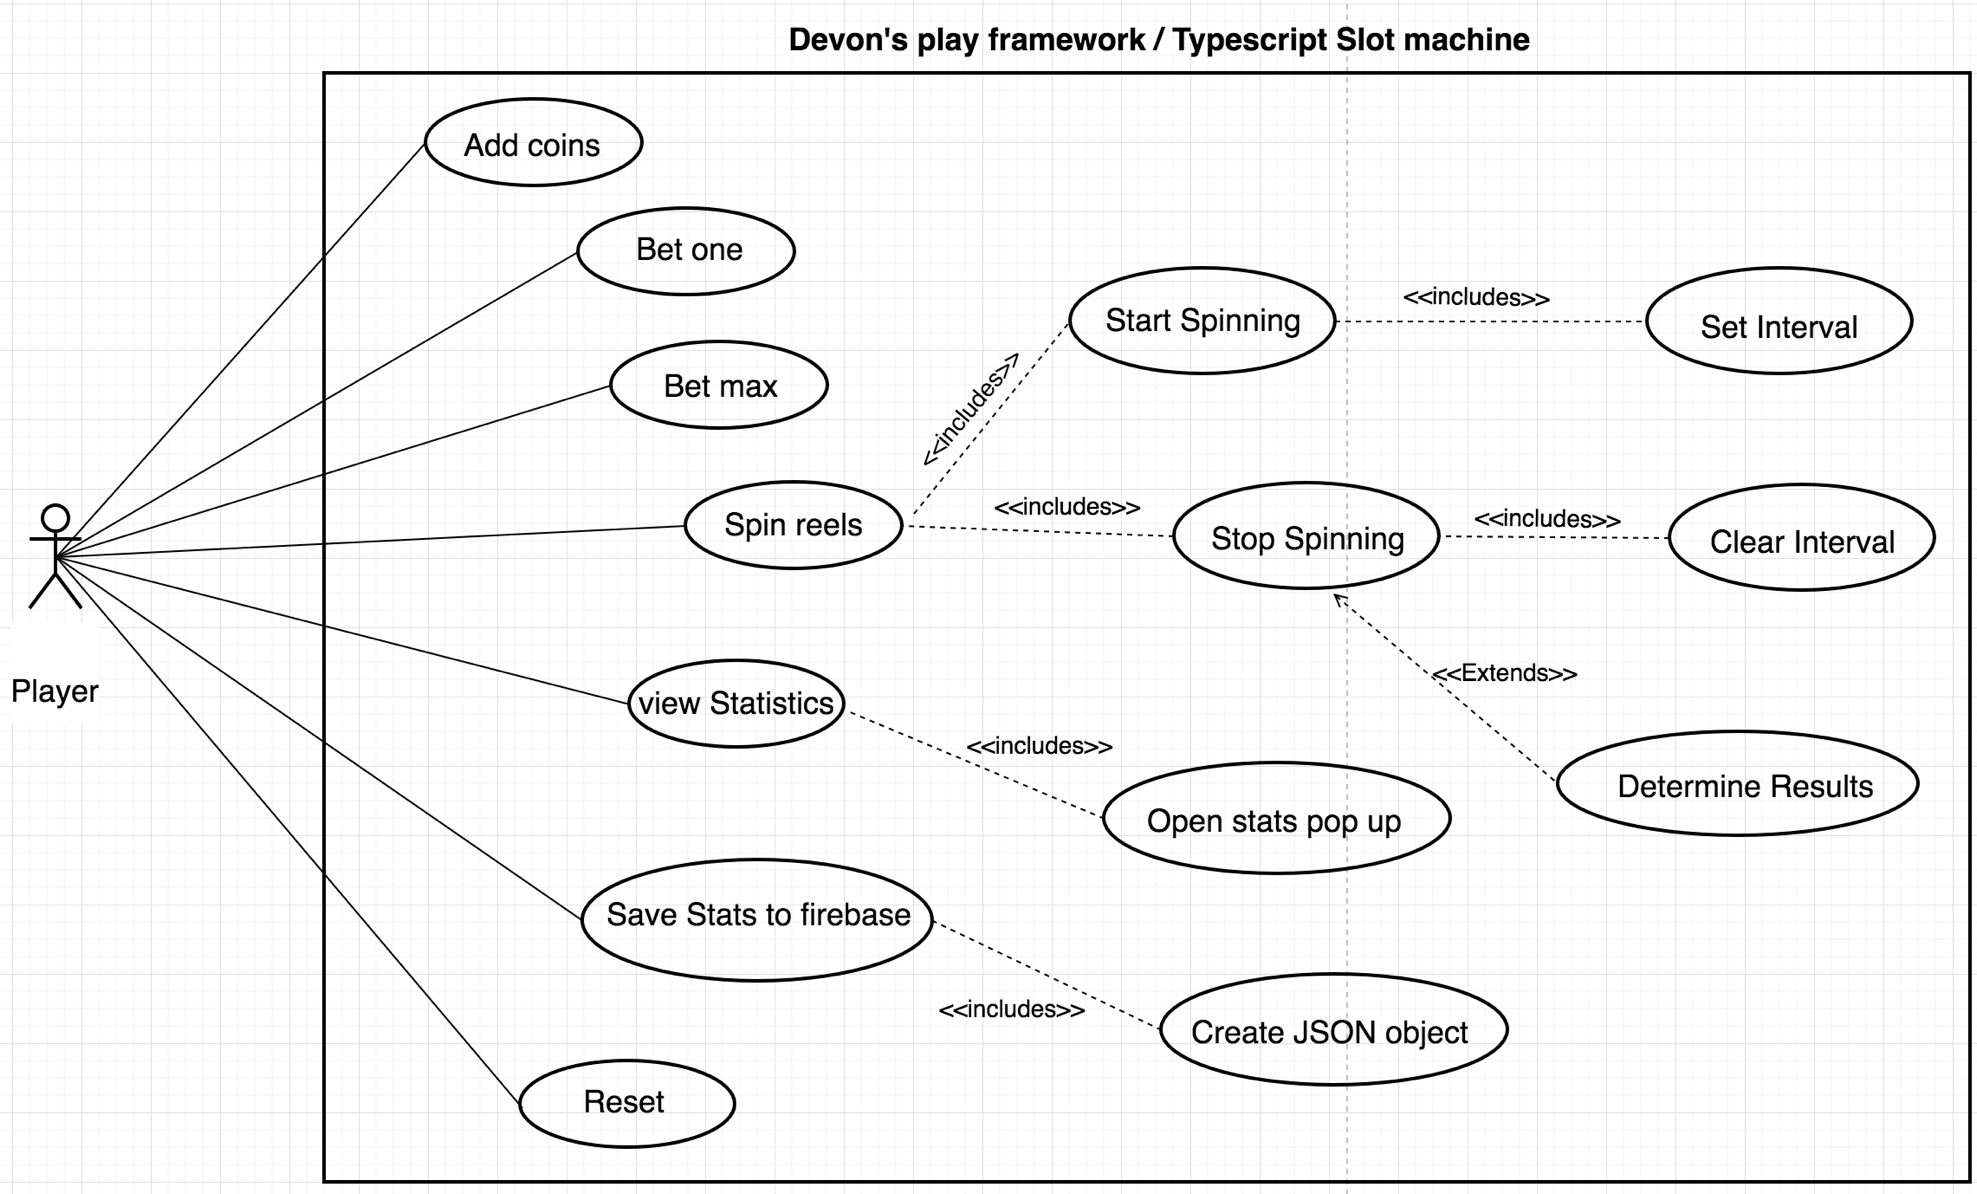 Devon's play framework / Typescript Slot machine
Add coins
Bet one
Bet max
<<includes>>
Start Spinning
<<includes>>
Set Interval
Spin reels
<<includes>>
Stop Spinning
<<includes>>
Clear Interval
Player
view Statistics
<<includes>>
<<Extends>>
Open stats pop up
Determine Results
Save Stats to firebase
<<includes>>
Create JSON object
Reset